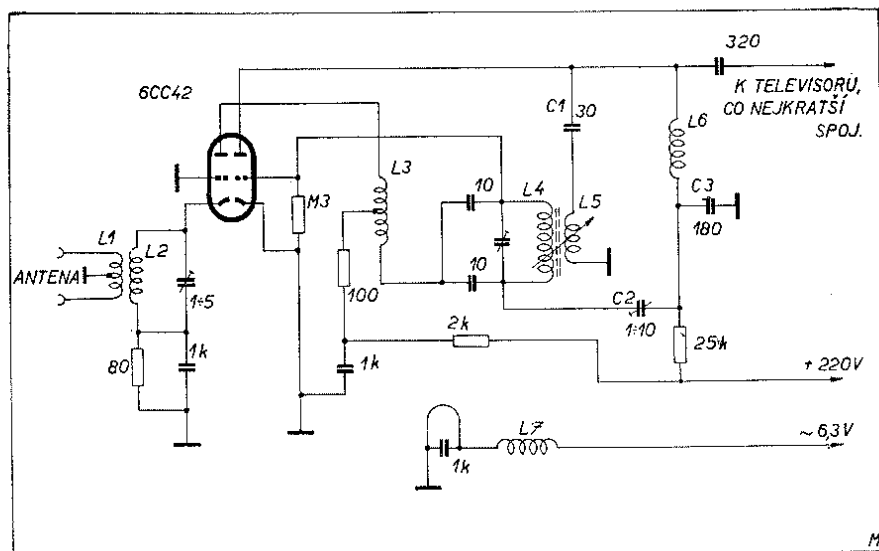 320
K TELEVISORU,
CO NEJKRATŠÍ
SPOJ.
6CC42
C1
30
L6
L3
M3
10
L4
L5
C3
180
L1
L2
ANTENA
1÷5
100
10
C2
1÷10
2k
25k
80
1k
1k
+220V
L7
~6,3V
1k
M